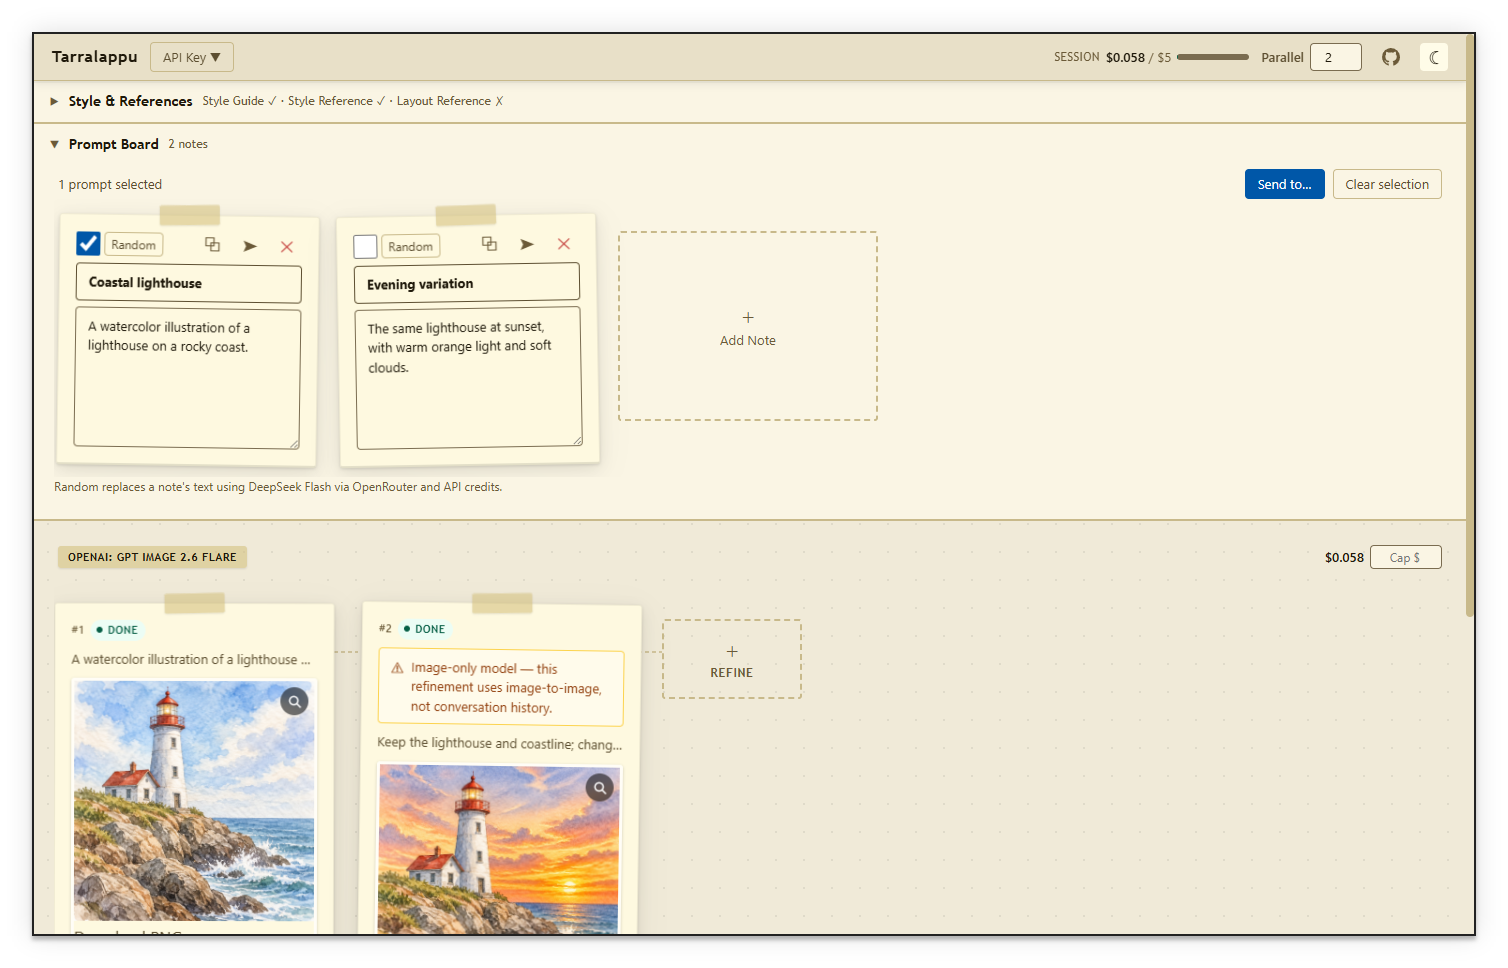 Tarralappu API Key ▼ SESSION $0.058 / $5 Parallel 2
▶ Style & References Style Guide ✓ · Style Reference ✓ · Layout Reference ✗
▼ Prompt Board 2 notes
1 prompt selected Send to... Clear selection
Random
Coastal lighthouse
A watercolor illustration of a
lighthouse on a rocky coast.
Random
Evening variation
The same lighthouse at sunset,
with warm orange light and soft
clouds.
+
Add Note
Random replaces a note's text using DeepSeek Flash via OpenRouter and API credits.
OPENAI: GPT IMAGE 2.6 FLARE $0.058 Cap $
#1 ● DONE
A watercolor illustration of a lighthouse ...
#2 ● DONE
⚠ Image-only model — this
refinement uses image-to-image,
not conversation history.
Keep the lighthouse and coastline; chang...
+
REFINE